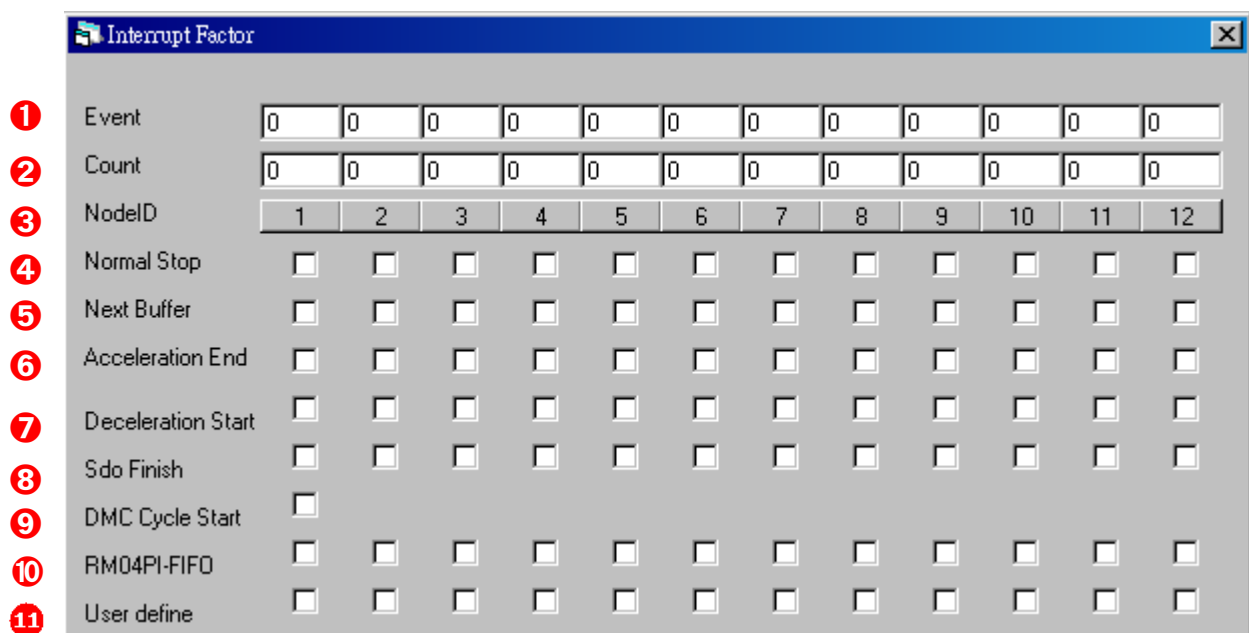 Interrupt Factor
1 Event 0 0 0 0 0 0 0 0 0 0 0 0
2 Count 0 0 0 0 0 0 0 0 0 0 0 0
3 NodeID 1 2 3 4 5 6 7 8 9 10 11 12
4 Normal Stop
5 Next Buffer
6 Acceleration End
7 Deceleration Start
8 Sdo Finish
9 DMC Cycle Start
10 RM04PI-FIFO
11 User define